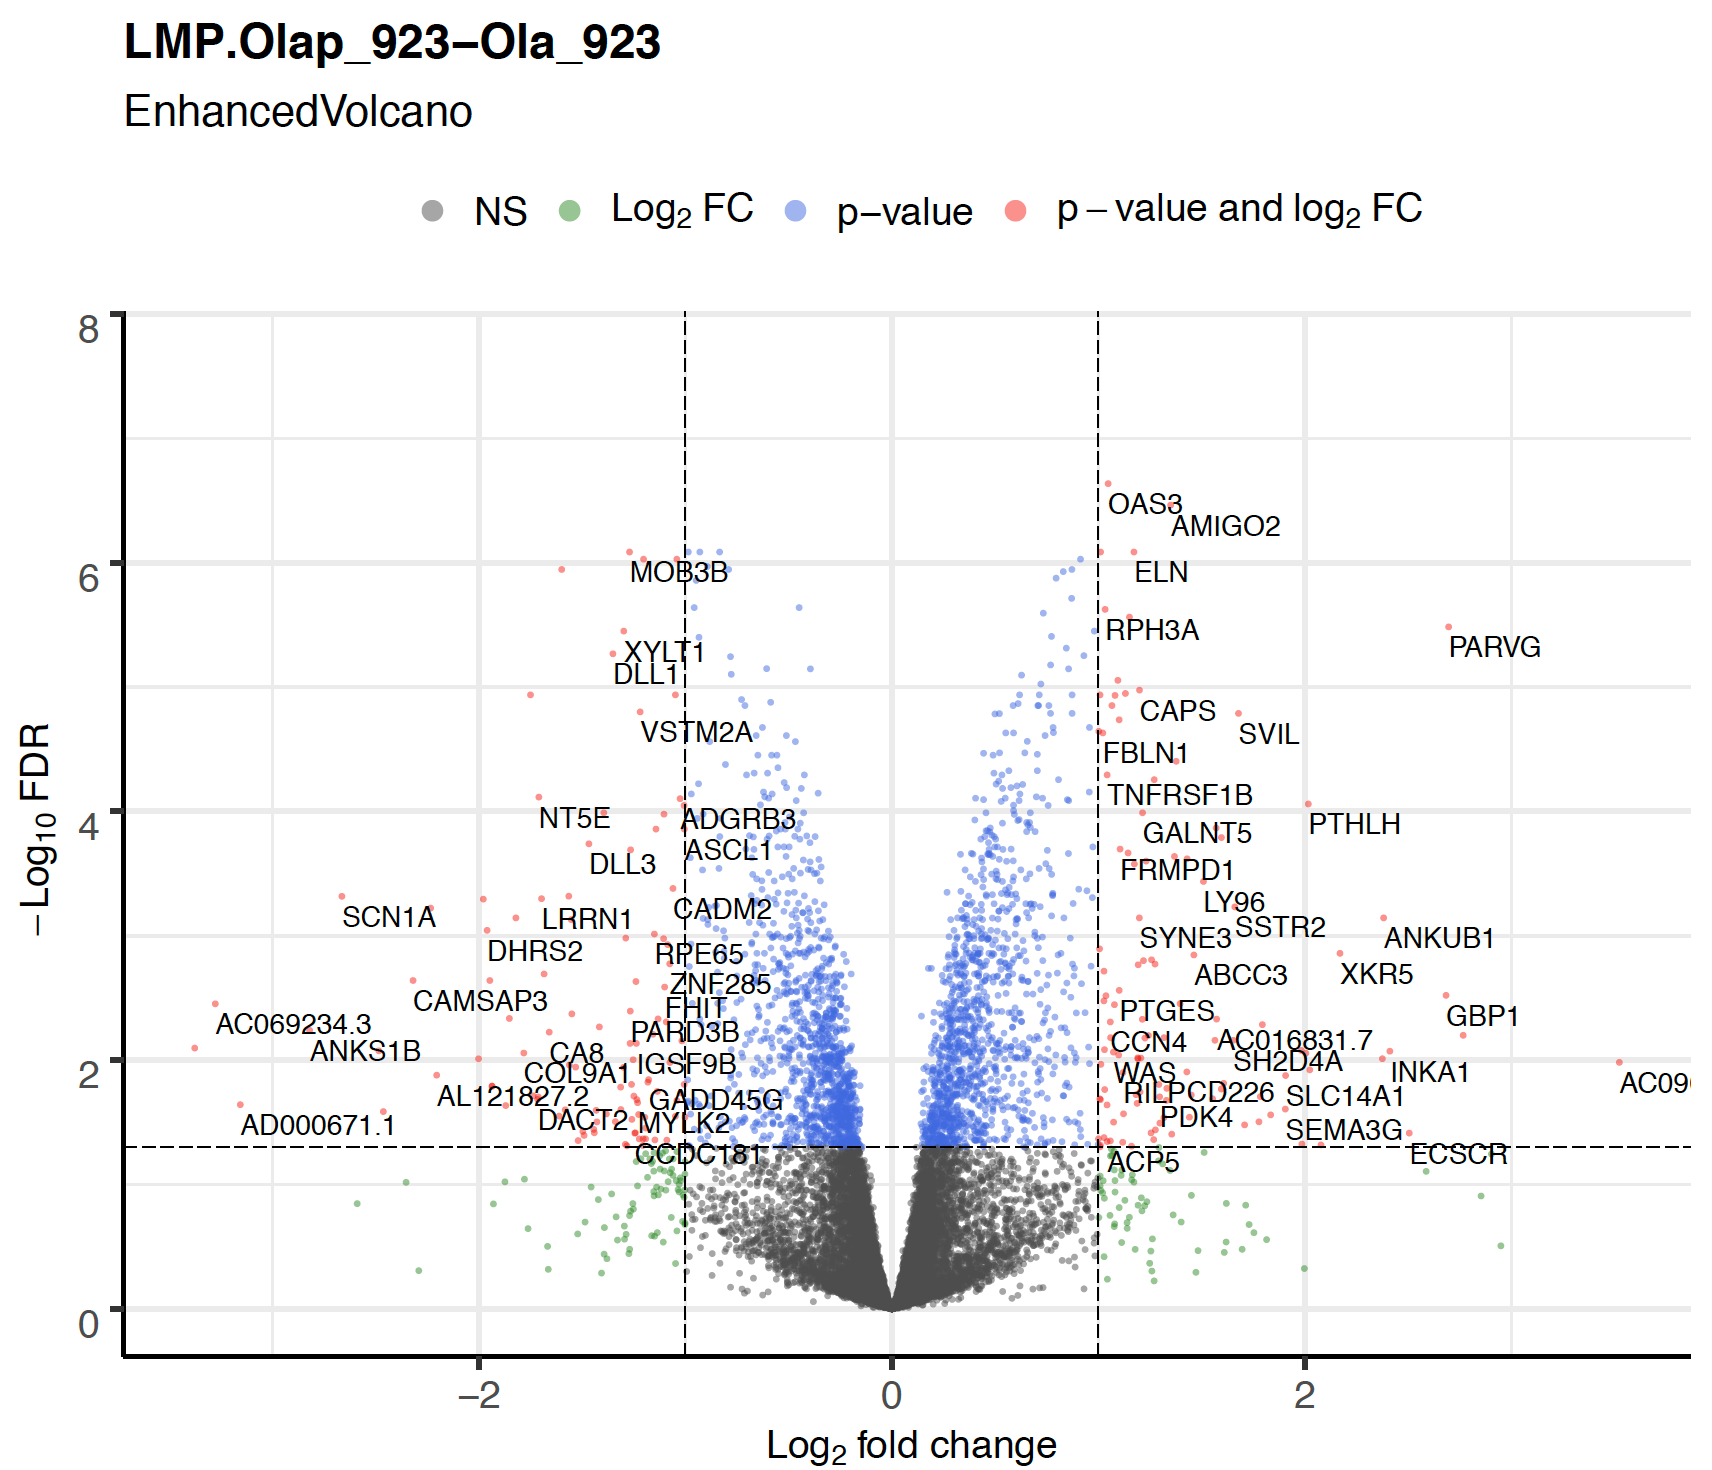 LMP.Olap_923−Ola_923
EnhancedVolcano
NS Log₂ FC p−value p − value and log₂ FC
8
OAS3
AMIGO2
6 MOB3B ELN
RPH3A
XYLT1 PARVG
DLL1
CAPS
VSTM2A SVIL
FBLN1
TNFRSF1B
4 NT5E ADGRB3 PTHLH
GALNT5
DLL3 ASCL1 FRMPD1
LY96
SCN1A LRRN1 CADM2 SSTR2
SYNE3 ANKUB1
DHRS2 RPE65
ABCC3 XKR5
ZNF285
CAMSAP3 FHIT PTGES GBP1
AC069234.3 PARD3B
CCN4 AC016831.7
ANKS1B CA8 IGSF9B SH2D4A
2 COL9A1 WAS INKA1
AC09
AL121827.2 GADD45G CD226 SLC14A1
AD000671.1 DACT2 MYLK2 PDK4
SEMA3G
CCDC181 ACP5 ECSCR
0
−2 0 2
Log₂ fold change
−Log₁₀ FDR